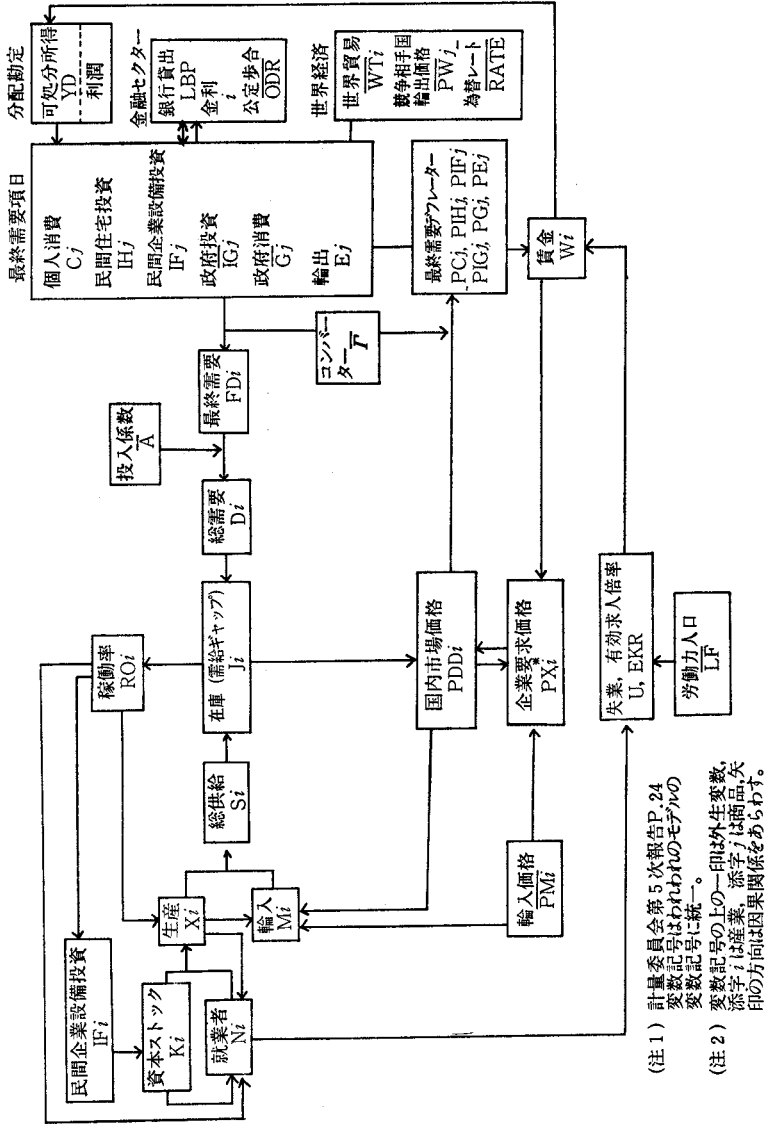 分配勘定
可処分所得
YD
利潤
金融セクター
銀行貸出
LBP
金利
i
公定歩合
ODR
世界経済
世界貿易
WTi
競争相手国
輸出価格
PWj
為替レート
RATE
最終需要項目
個人消費
Cj
民間住宅投資
IHj
民間企業設備投資
IFj
政府投資
IGj
政府消費
Gj
輸出
Ej
最終需要デフレーター
PCj, PIHj, PIFj
PIGj, PGj, PEj
賃金
Wi
コンバー
ター
Γ
最終需要
FDi
投入係数
A
総需要
Di
在庫 (需給ギャップ)
Ji
稼動率
ROi
総供給
Si
生産
Xi
輸入
Mi
民間企業設備投資
IFi
資本ストック
Ki
就業者
Ni
国内市場価格
PDDi
企業要求価格
PXi
輸入価格
PMi
失業, 有効求人倍率
U, EKR
労働力人口
LF
(注1) 計量委員会第5次報告P.24
変数記号はわれわれのモデルの
変数記号に統一。
(注2) 変数記号の上の一印は外生変数,
添字iは産業, 添字jは商品,矢
印の方向は因果関係をあらわす。